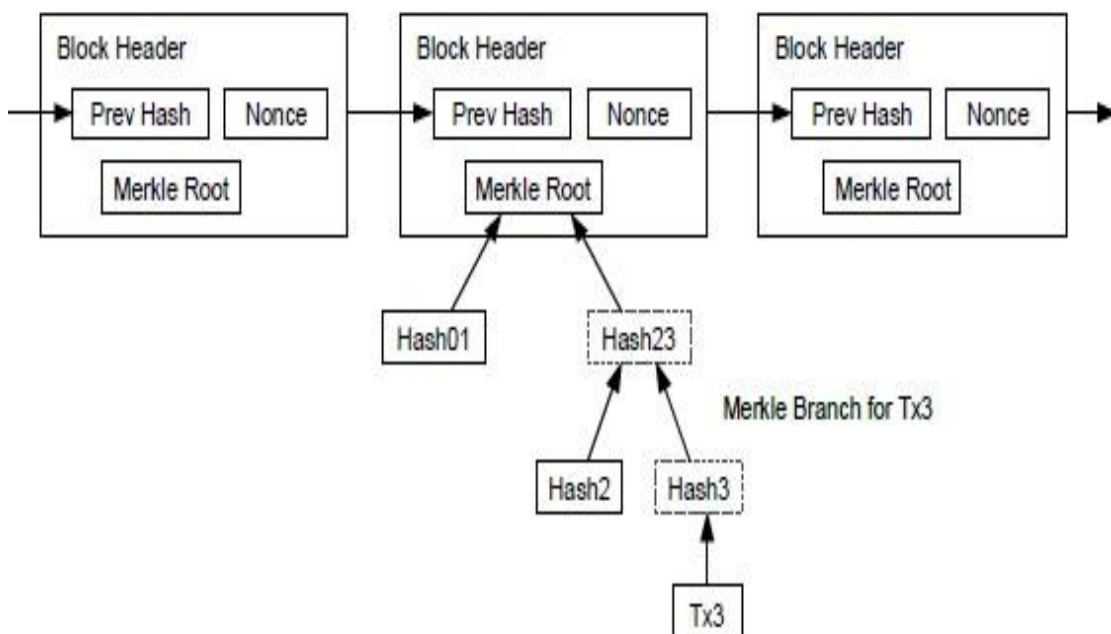 Block Header
Block Header
Block Header
Prev Hash
Nonce
Prev Hash
Nonce
Prev Hash
Nonce
Merkle Root
Merkle Root
Merkle Root
Hash01
Hash23
Merkle Branch for Tx3
Hash2
Hash3
Tx3